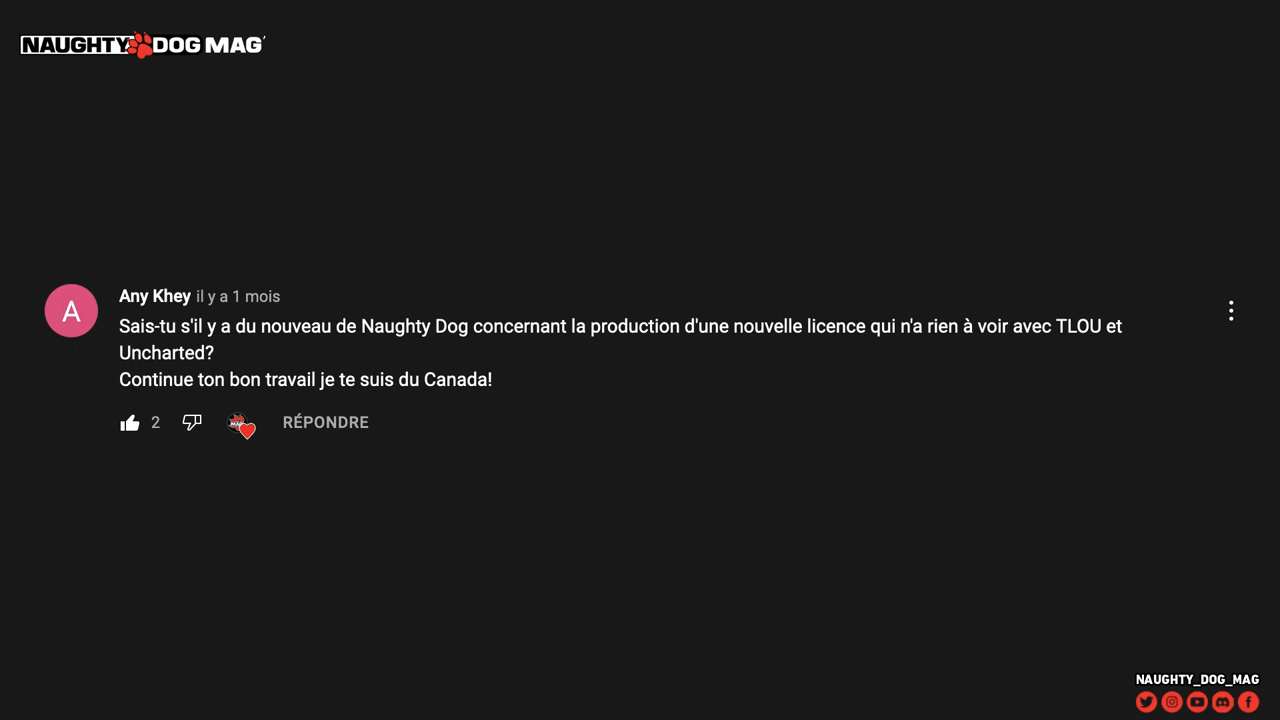 NAUGHTY DOG MAG'
A
Any Khey il y a 1 mois
Sais-tu s'il y a du nouveau de Naughty Dog concernant la production d'une nouvelle licence qui n'a rien à voir avec TLOU et
Uncharted?
Continue ton bon travail je te suis du Canada!
2 RÉPONDRE
NAUGHTY_DOG_MAG